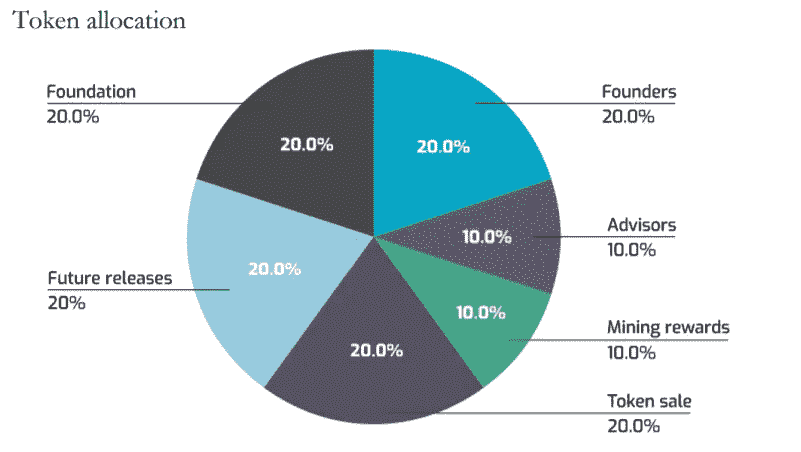 Token allocation
Foundation
20.0%
Founders
20.0%
20.0%
20.0%
Advisors
10.0%
10.0%
Future releases
20%
20.0%
10.0%
Mining rewards
10.0%
20.0%
Token sale
20.0%